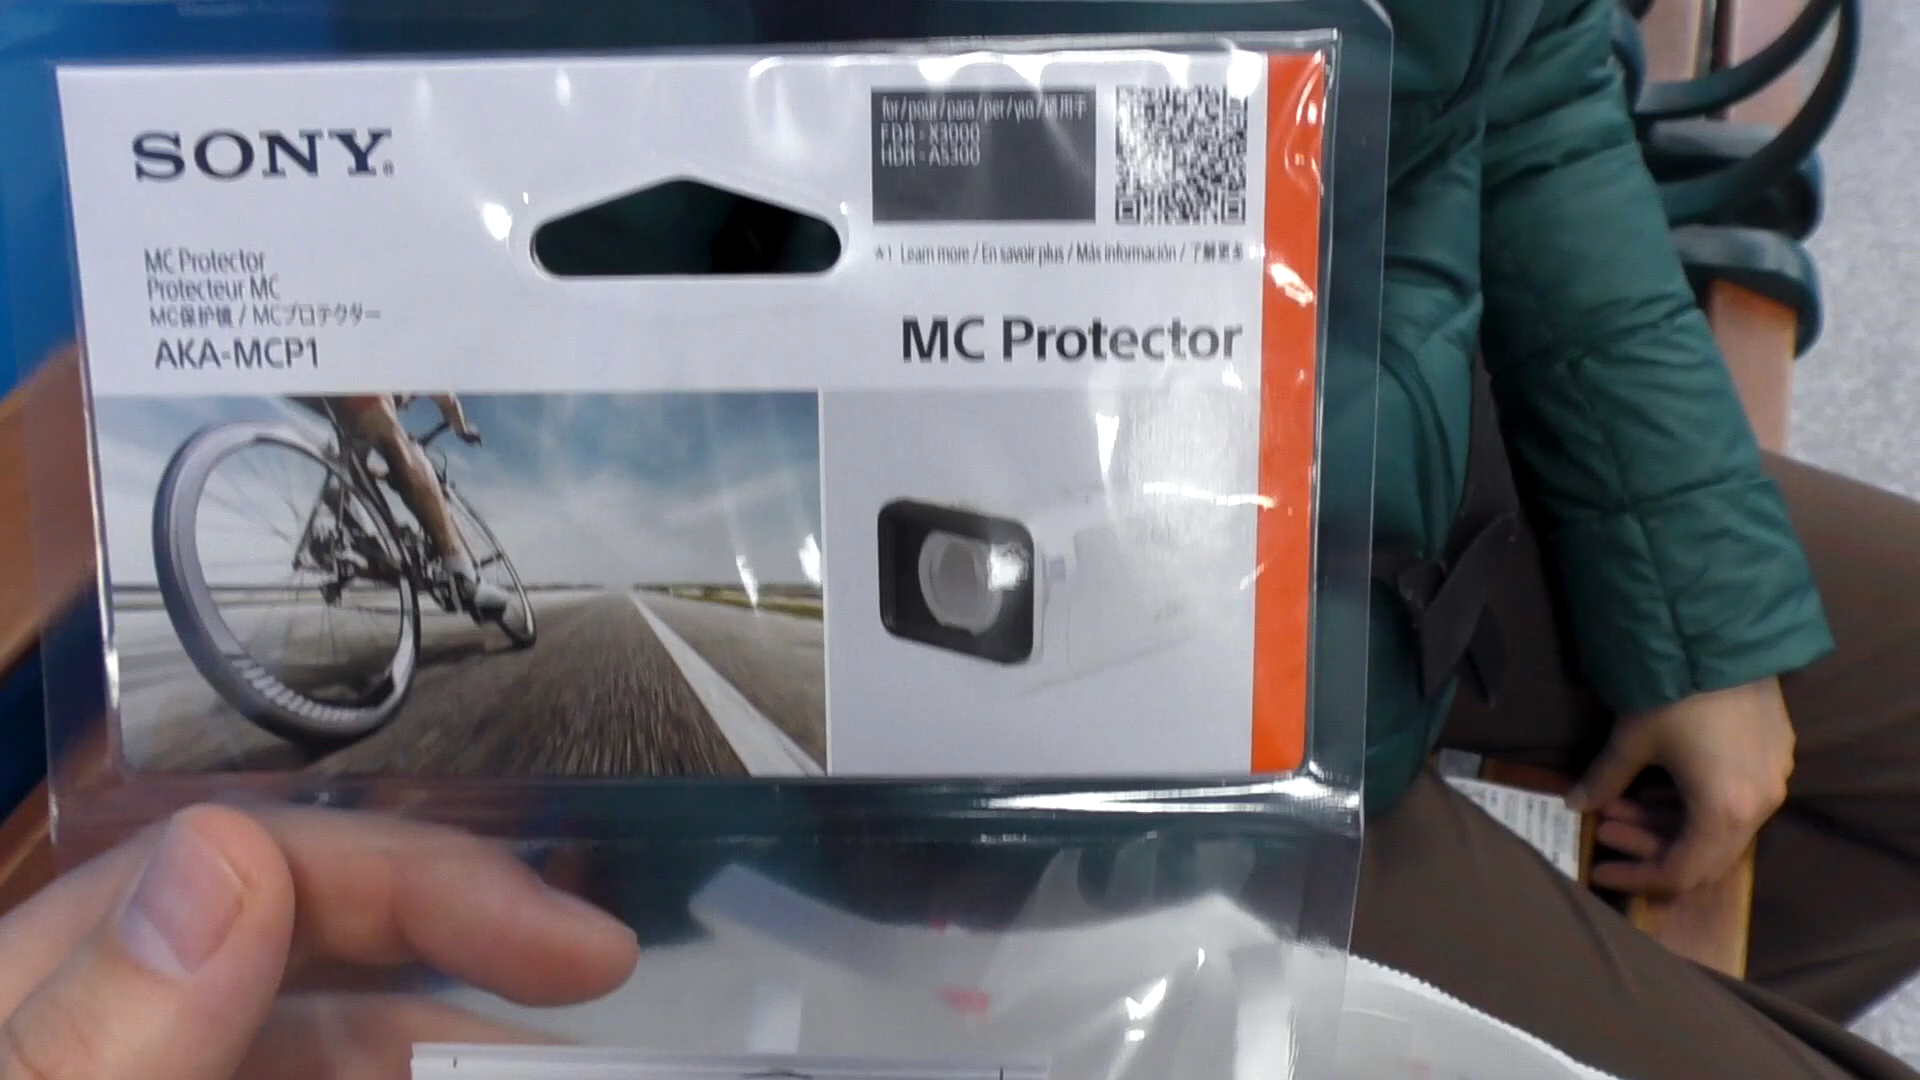 SONY®
MC Protector
Protecteur MC
MC保护镜 / MCプロテクター
AKA-MCP1
for/pour/para/per/για/适用于
FDR-X3000
HDR-AS300
*1 Learn more / En savoir plus / Más información / 了解更多
MC Protector